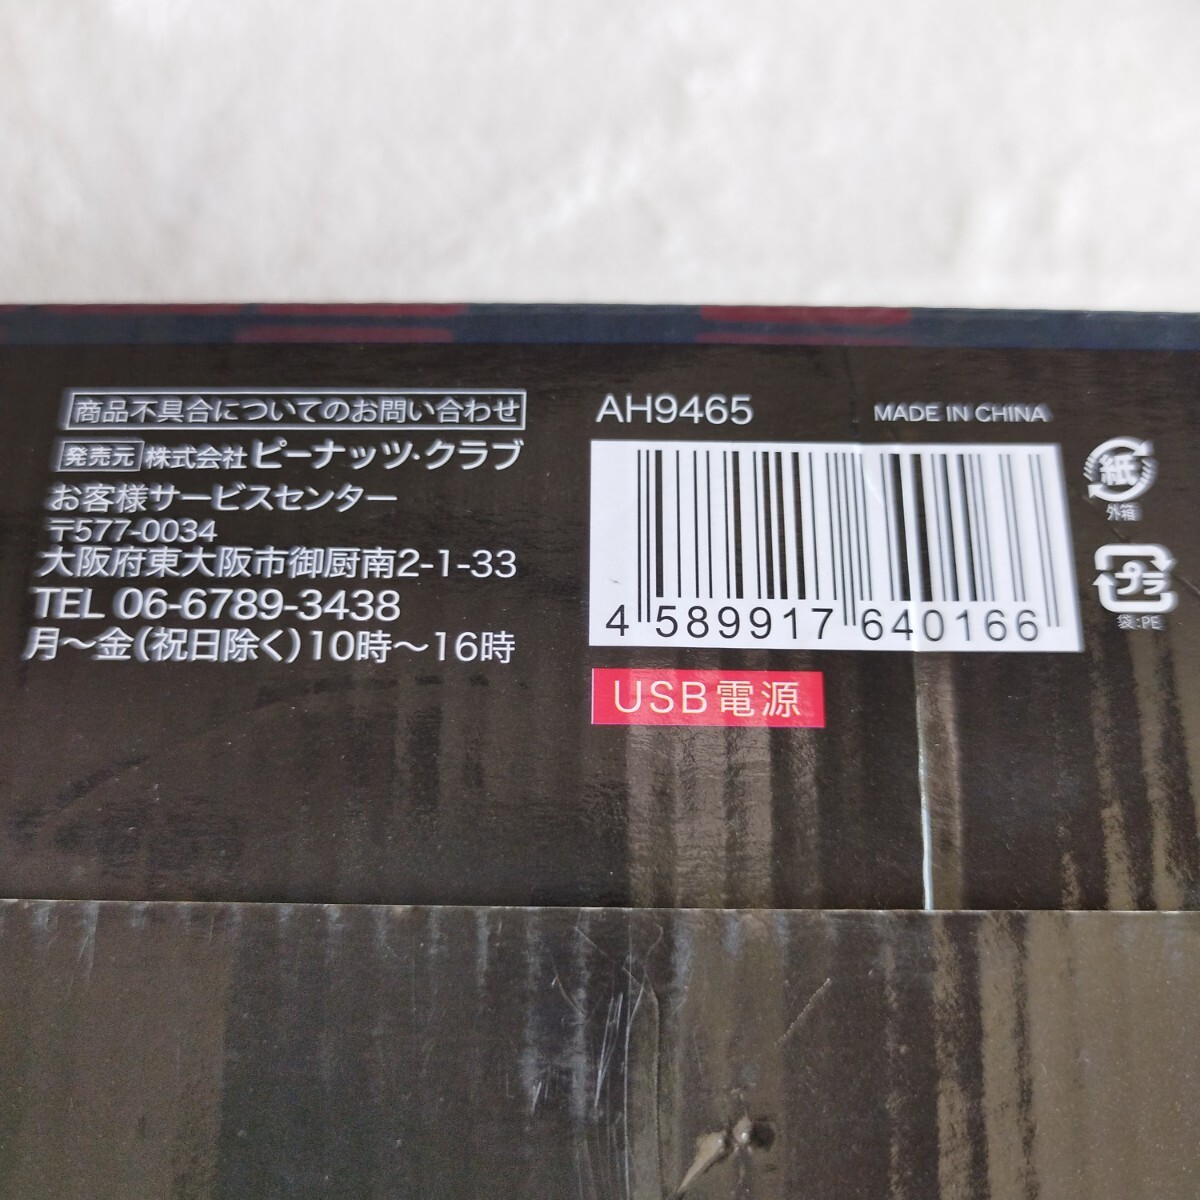 商品不具合についてのお問い合わせ
発売元 株式会社ピーナッツ・クラブ
お客様サービスセンター
〒577-0034
大阪府東大阪市御厨南2-1-33
TEL 06-6789-3438
月〜金(祝日除く)10時〜16時
AH9465
MADE IN CHINA
4 589917 640166
USB電源
紙
外箱
プラ
袋:PE